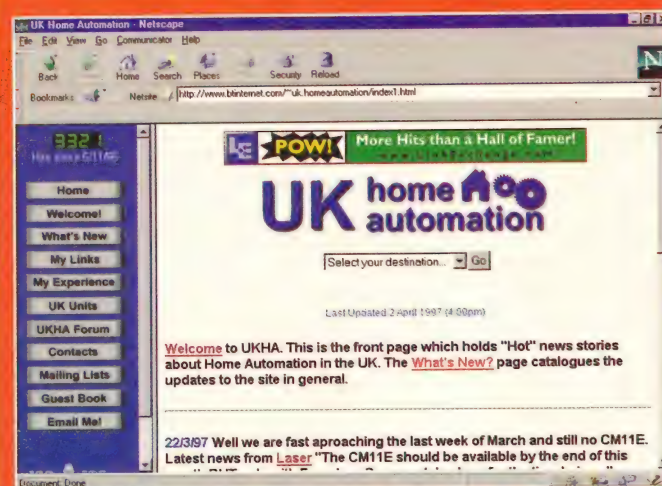 UK Home Automation - Netscape
File Edit View Go Communicator Help
Back Home Search Places Security Reload
Bookmarks Netsite http://www.btinternet.com/~uk.homeautomation/index1.html
3321
Home
Welcome!
What's New
My Links
My Experience
UK Units
UKHA Forum
Contacts
Mailing Lists
Guest Book
Email Me!
LE POW! More Hits than a Hall of Famer!
UK home automation
Select your destination... Go
Last Updated 2 April 1997 (4:00pm)
Welcome to UKHA. This is the front page which holds "Hot" news stories
about Home Automation in the UK. The What's New? page catalogues the
updates to the site in general.
22/3/97 Well we are fast aproaching the last week of March and still no CM11E.
Latest news from Laser "The CM11E should be available by the end of this
Document: Done